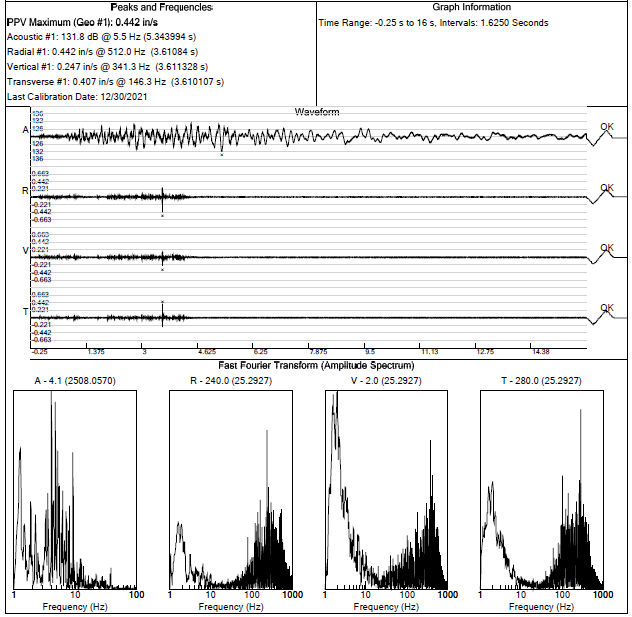 Peaks and Frequencies
PPV Maximum (Geo #1): 0.442 in/s
Acoustic #1: 131.8 dB @ 5.5 Hz (5.343994 s)
Radial #1: 0.442 in/s @ 512.0 Hz (3.61084 s)
Vertical #1: 0.247 in/s @ 341.3 Hz (3.611328 s)
Transverse #1: 0.407 in/s @ 146.3 Hz (3.610107 s)
Last Calibration Date: 12/30/2021
Graph Information
Time Range: -0.25 s to 16 s, Intervals: 1.6250 Seconds
Waveform
136
132
126
A
126
132
136
OK
0.663
0.442
0.221
R
-0.221
-0.442
-0.663
OK
0.663
0.442
0.221
V
-0.221
-0.442
-0.663
OK
0.663
0.442
0.221
T
-0.221
-0.442
-0.663
OK
-0.25 1.375 3 4.625 6.25 7.875 9.5 11.13 12.75 14.38
Fast Fourier Transform (Amplitude Spectrum)
A - 4.1 (2508.0570) R - 240.0 (25.2927) V - 2.0 (25.2927) T - 280.0 (25.2927)
1 10 100 1 10 100 1000 1 10 100 1000 1 10 100 1000
Frequency (Hz) Frequency (Hz) Frequency (Hz) Frequency (Hz)